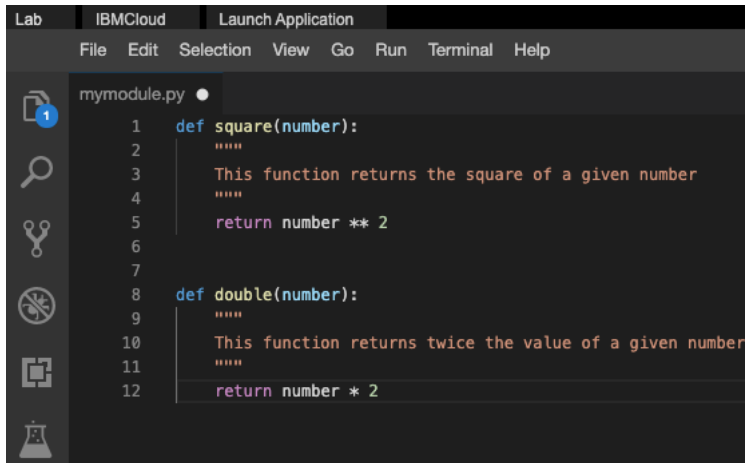 Lab IBMCloud Launch Application
File Edit Selection View Go Run Terminal Help
mymodule.py
1
1 def square(number):
2 """
3 This function returns the square of a given number
4 """
5 return number ** 2
6
7
8 def double(number):
9 """
10 This function returns twice the value of a given number
11 """
12 return number * 2